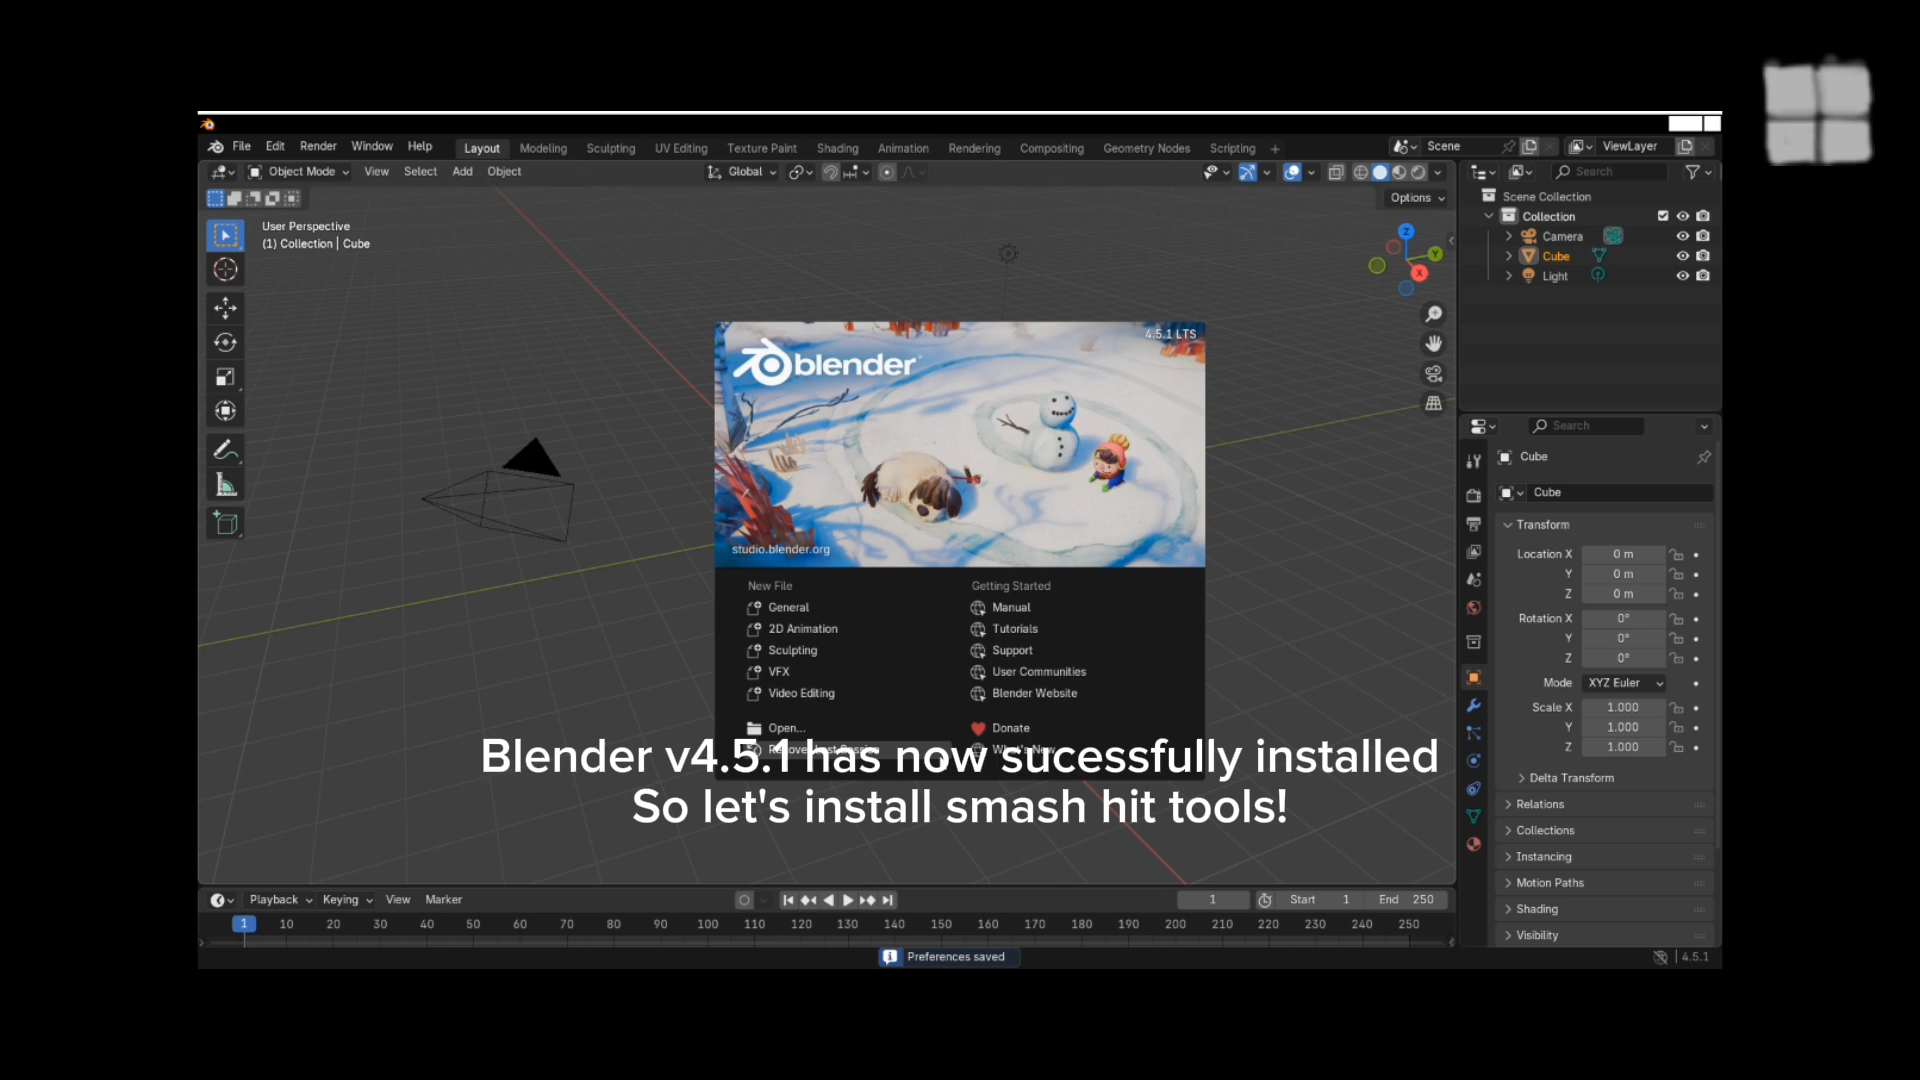 File Edit Render Window Help Layout Modeling Sculpting UV Editing Texture Paint Shading Animation Rendering Compositing Geometry Nodes Scripting + Scene ViewLayer
Object Mode View Select Add Object Global Search
Options
User Perspective
(1) Collection | Cube
Z
Y
X
Scene Collection
Collection
Camera
Cube
Light
4.5.1 LTS
blender
studio.blender.org
New File
General
2D Animation
Sculpting
VFX
Video Editing
Open...
Recover Last Session
Getting Started
Manual
Tutorials
Support
User Communities
Blender Website
Donate
What's New
Blender v4.5.1 has now sucessfully installed
So let's install smash hit tools!
Search
Cube
Cube
Transform
Location X 0 m
Y 0 m
Z 0 m
Rotation X 0°
Y 0°
Z 0°
Mode XYZ Euler
Scale X 1.000
Y 1.000
Z 1.000
Delta Transform
Relations
Collections
Instancing
Motion Paths
Shading
Visibility
Playback Keying View Marker 1 Start 1 End 250
1 10 20 30 40 50 60 70 80 90 100 110 120 130 140 150 160 170 180 190 200 210 220 230 240 250
Preferences saved
4.5.1